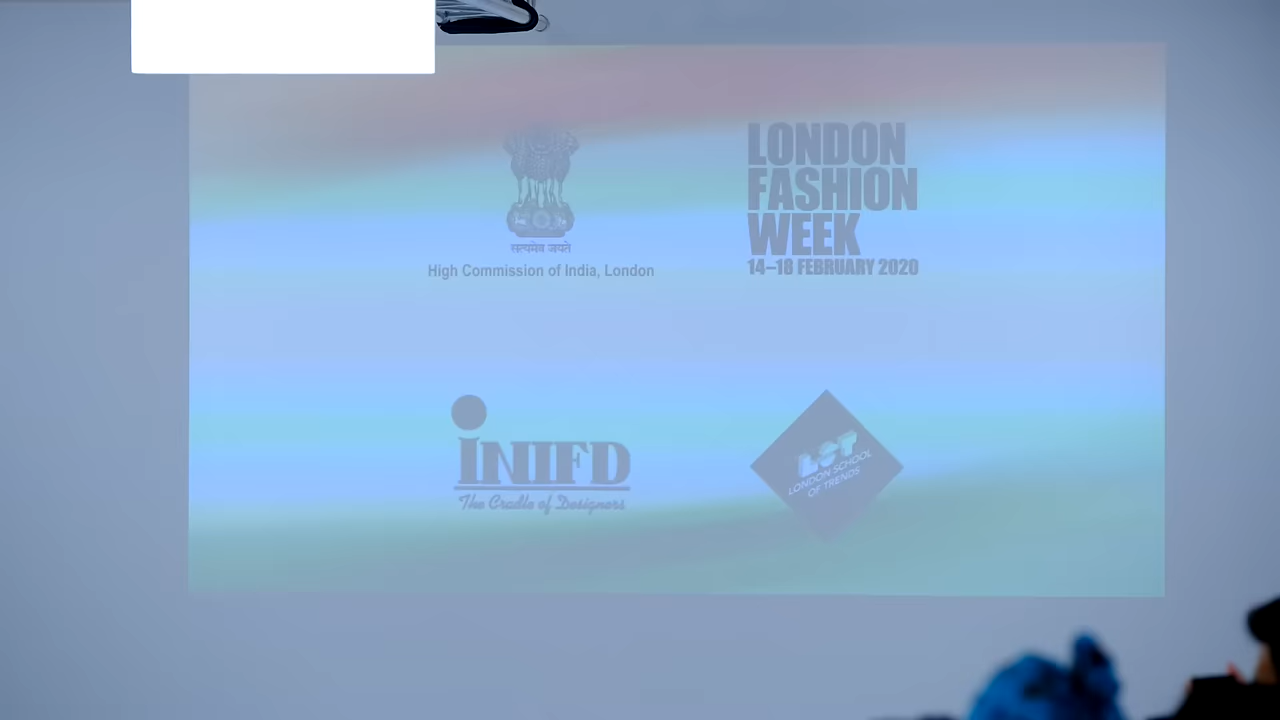 सत्यमेव जयते
High Commission of India, London
LONDON
FASHION
WEEK
14–18 FEBRUARY 2020
iNIFD
The Cradle of Designers
LST
LONDON SCHOOL
OF TRENDS